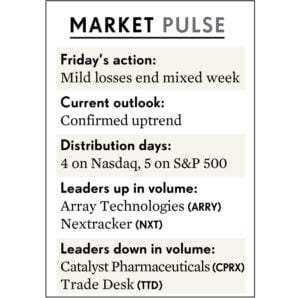 MARKET PULSE
Friday's action:
Mild losses end mixed week
Current outlook:
Confirmed uptrend
Distribution days:
4 on Nasdaq, 5 on S&P 500
Leaders up in volume:
Array Technologies (ARRY)
Nextracker (NXT)
Leaders down in volume:
Catalyst Pharmaceuticals (CPRX)
Trade Desk (TTD)